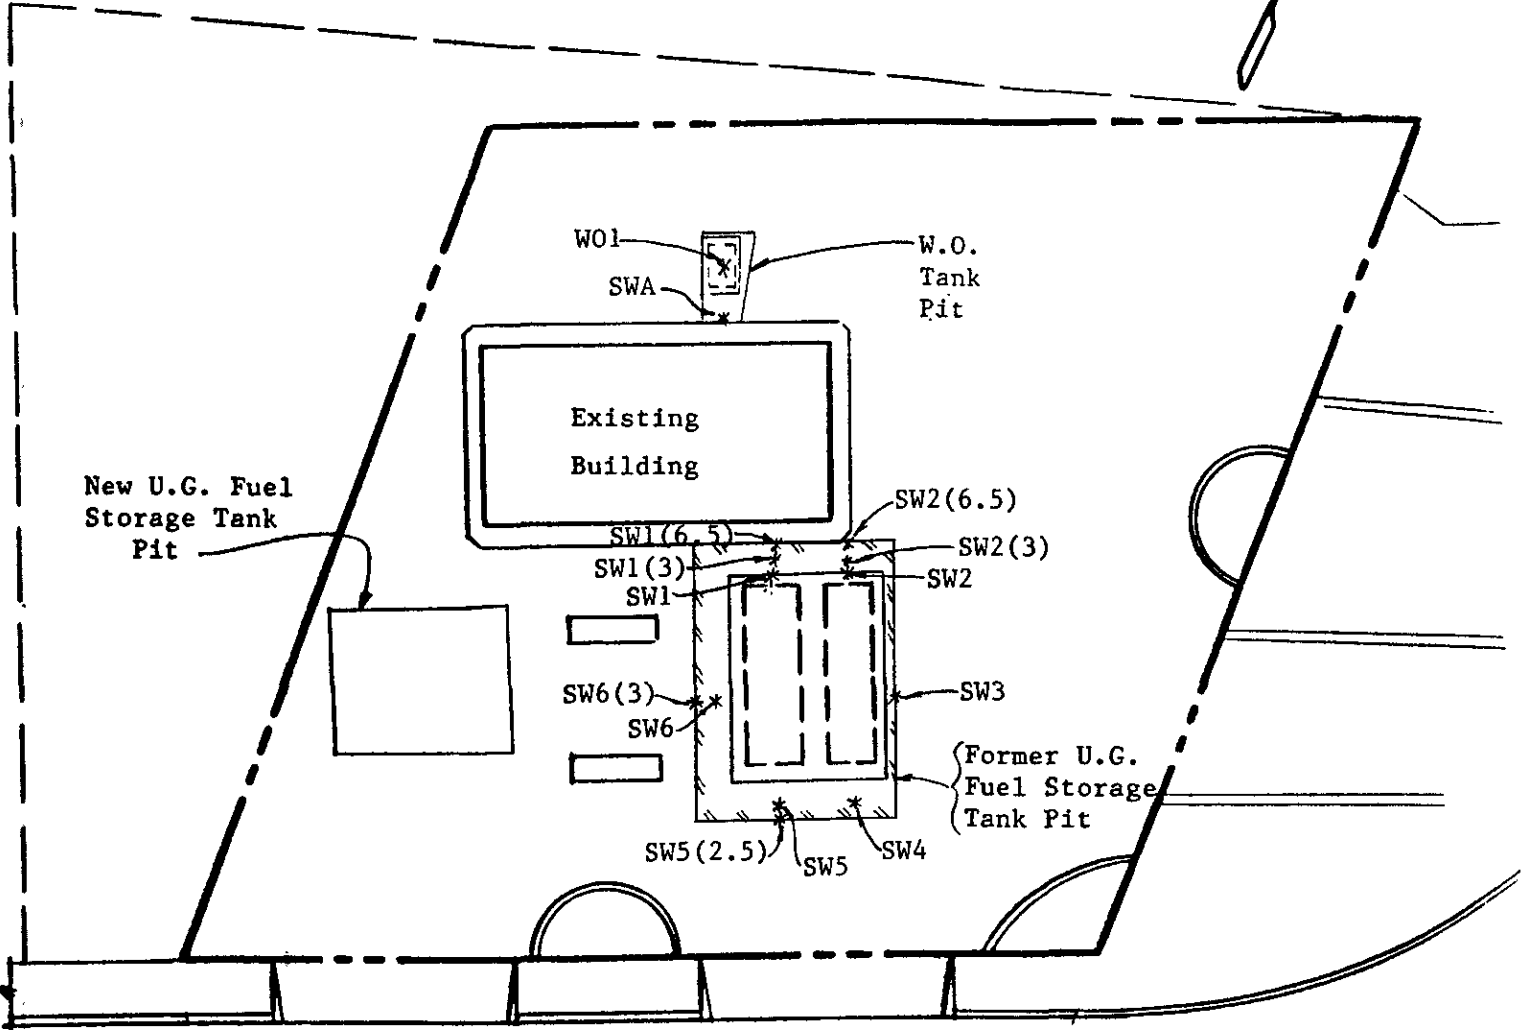 WO1
W.O.
Tank
Pit
SWA
Existing
Building
New U.G. Fuel
Storage Tank
Pit
SW1(6.5)
SW2(6.5)
SW1(3)
SW2(3)
SW1
SW2
SW6(3)
SW3
SW6
Former U.G.
Fuel Storage
Tank Pit
SW5(2.5)
SW5
SW4